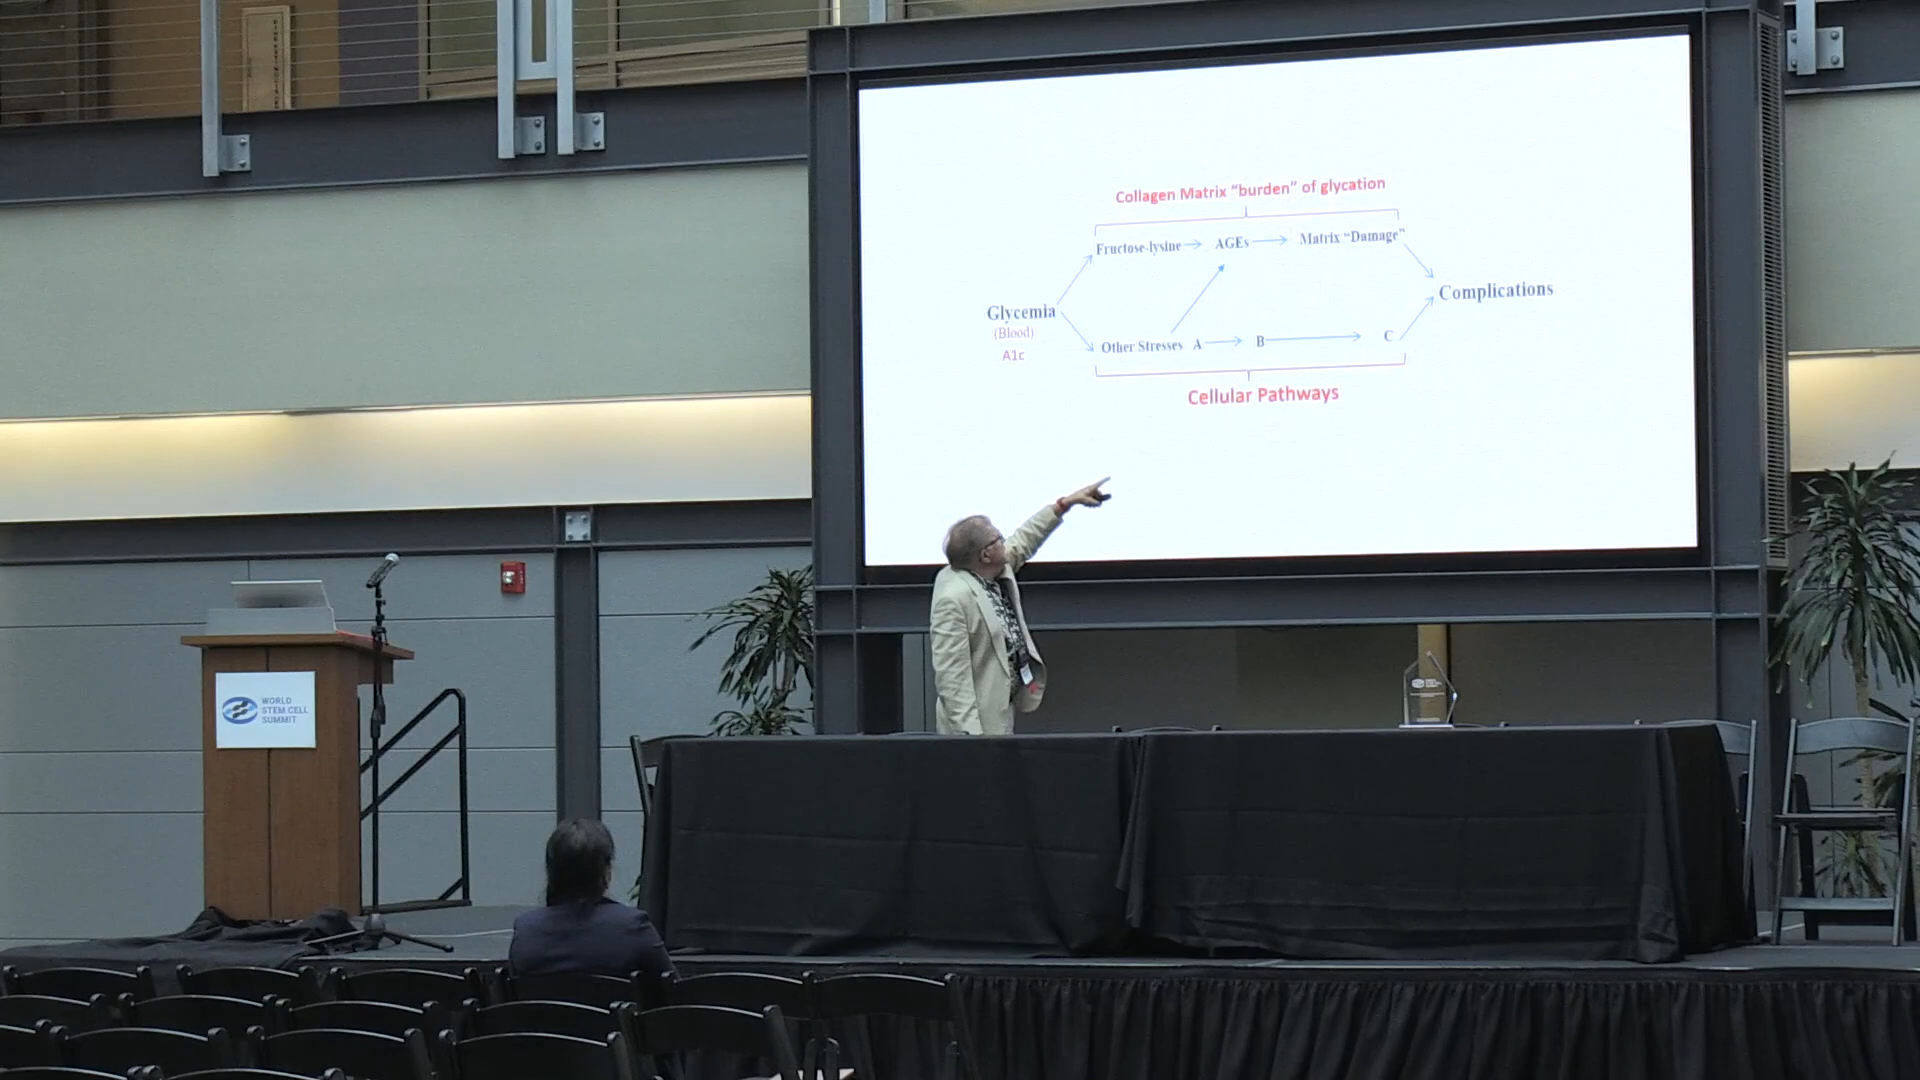 Collagen Matrix “burden” of glycation
Fructose-lysine AGEs Matrix “Damage”
Glycemia
(Blood)
A1c
Complications
Other Stresses A B C
Cellular Pathways
WORLD
STEM CELL
SUMMIT